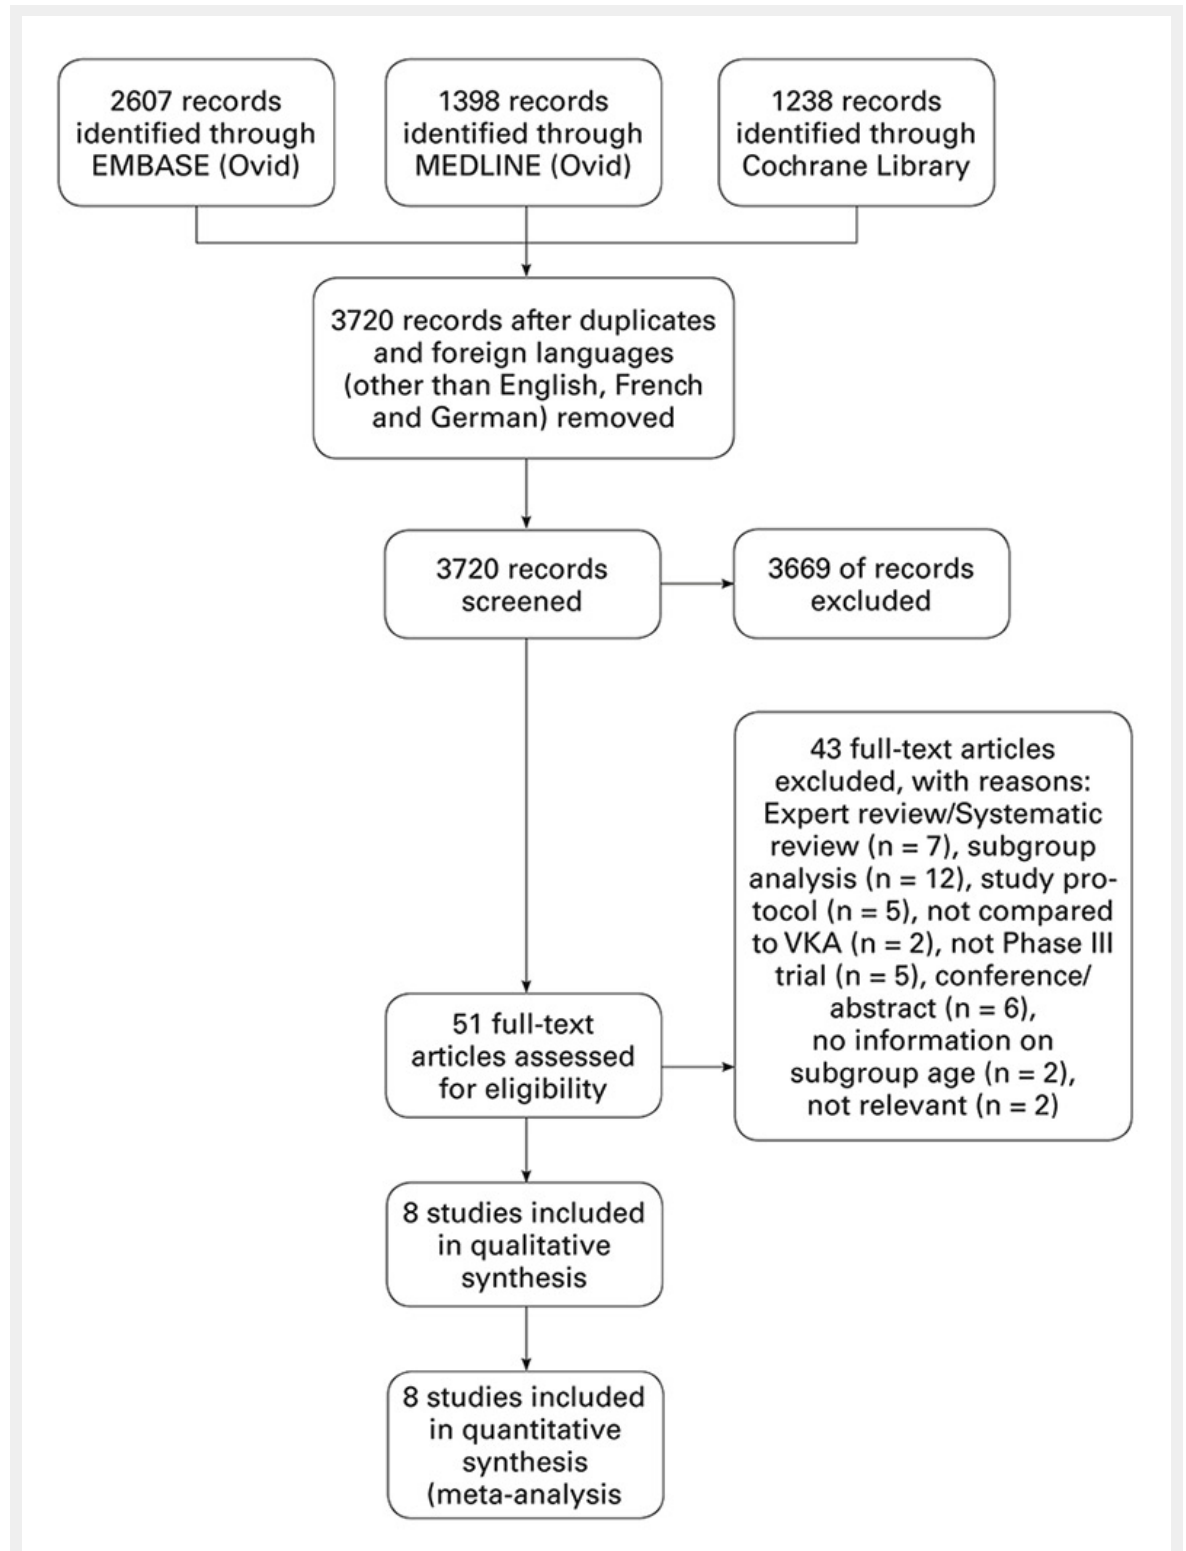 2607 records
identified through
EMBASE (Ovid)
1398 records
identified through
MEDLINE (Ovid)
1238 records
identified through
Cochrane Library
3720 records after duplicates
and foreign languages
(other than English, French
and German) removed
3720 records
screened
3669 of records
excluded
43 full-text articles
excluded, with reasons:
Expert review/Systematic
review (n = 7), subgroup
analysis (n = 12), study pro-
tocol (n = 5), not compared
to VKA (n = 2), not Phase III
trial (n = 5), conference/
abstract (n = 6),
no information on
subgroup age (n = 2),
not relevant (n = 2)
51 full-text
articles assessed
for eligibility
8 studies included
in qualitative
synthesis
8 studies included
in quantitative
synthesis
(meta-analysis